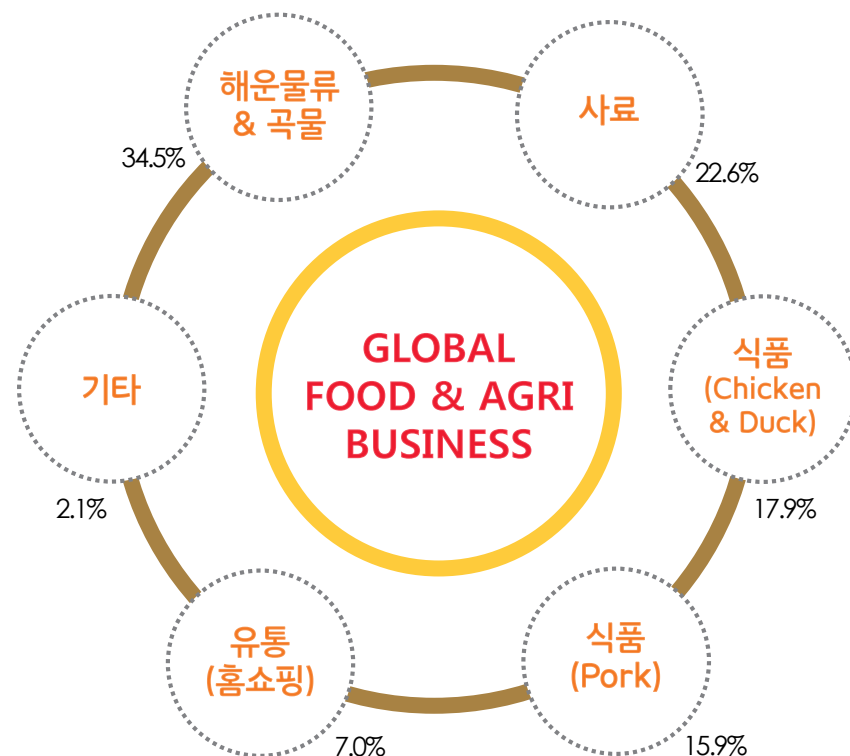 해운물류
& 곡물
34.5%
사료
22.6%
식품
(Chicken
& Duck)
17.9%
식품
(Pork)
15.9%
유통
(홈쇼핑)
7.0%
기타
2.1%
GLOBAL
FOOD & AGRI
BUSINESS